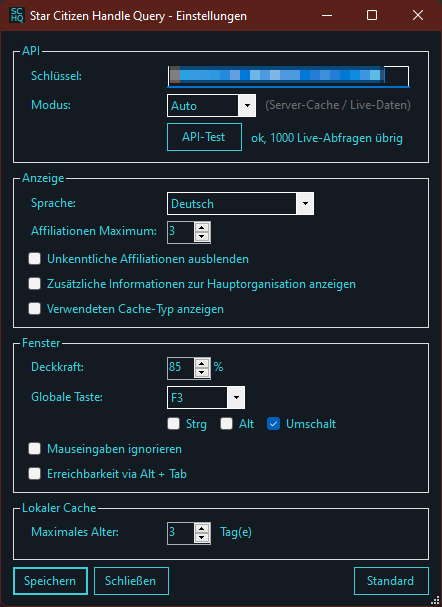 SC
HQ
Star Citizen Handle Query - Einstellungen
API
Schlüssel:
Modus: Auto (Server-Cache / Live-Daten)
API-Test ok, 1000 Live-Abfragen übrig
Anzeige
Sprache: Deutsch
Affiliationen Maximum: 3
Unkenntliche Affiliationen ausblenden
Zusätzliche Informationen zur Hauptorganisation anzeigen
Verwendeten Cache-Typ anzeigen
Fenster
Deckkraft: 85 %
Globale Taste: F3
Strg Alt Umschalt
Mauseingaben ignorieren
Erreichbarkeit via Alt + Tab
Lokaler Cache
Maximales Alter: 3 Tag(e)
Speichern Schließen Standard